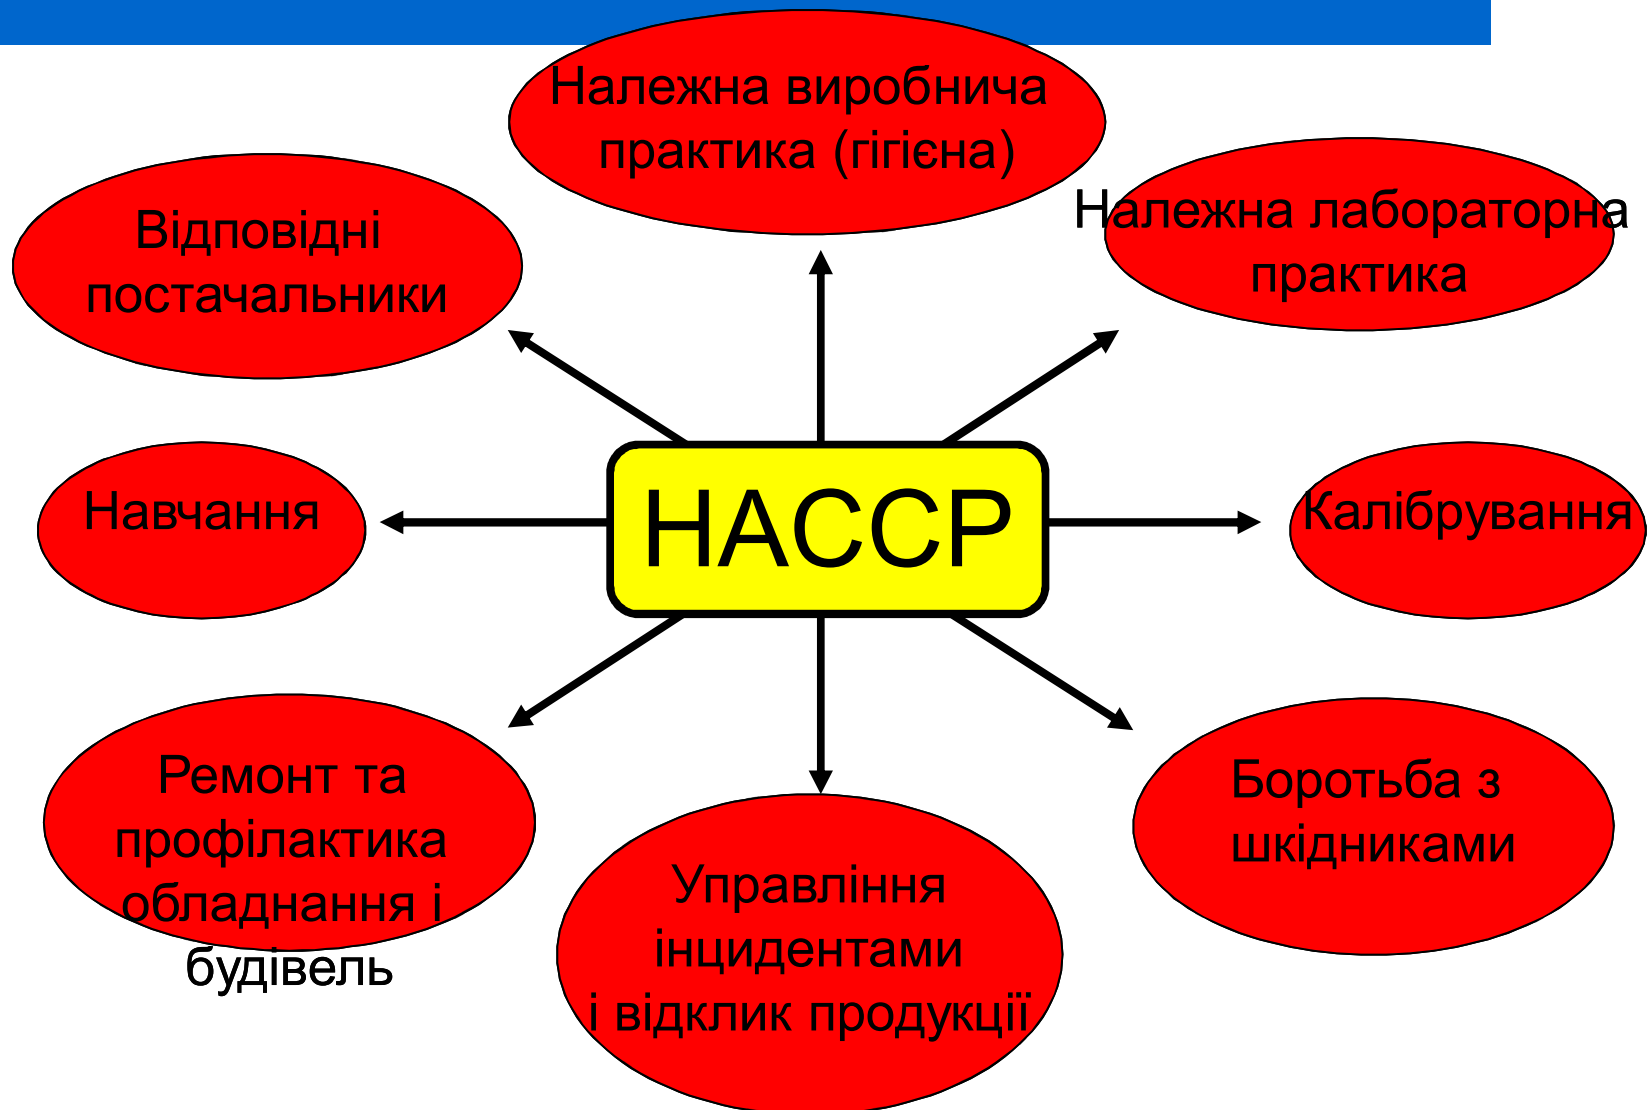 Належна виробнича
практика (гігієна)
Відповідні
постачальники
Належна лабораторна
практика
Навчання
НАССР
Калібрування
Ремонт та
профілактика
обладнання і
будівель
Управління
інцидентами
і відклик продукції
Боротьба з
шкідниками